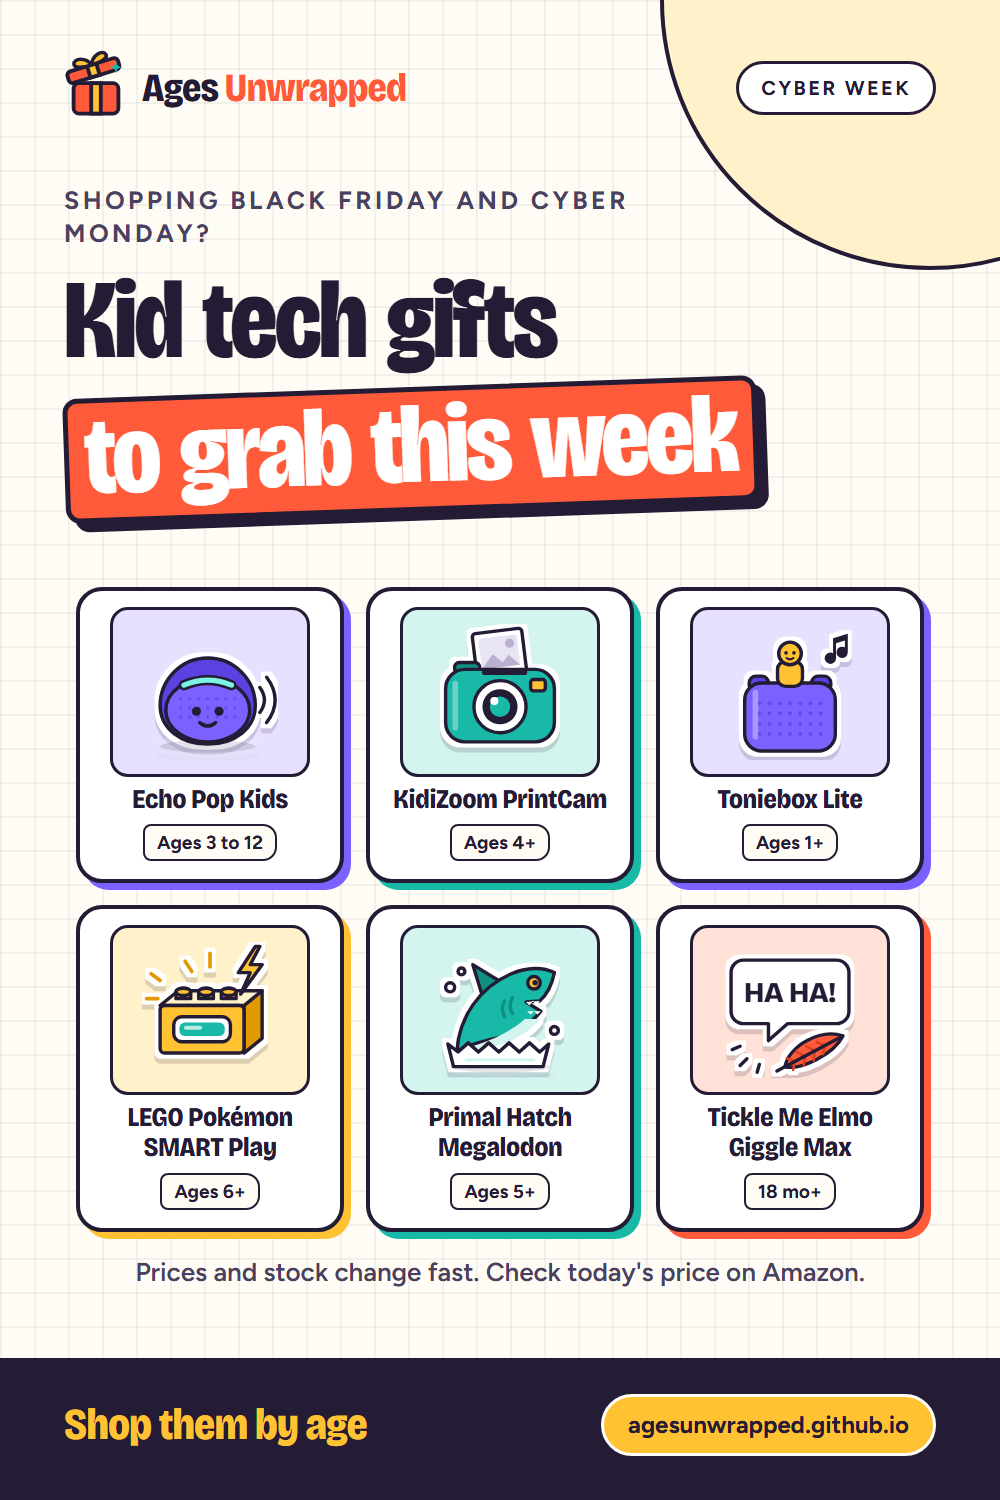 Ages Unwrapped
CYBER WEEK
SHOPPING BLACK FRIDAY AND CYBER
MONDAY?
Kid tech gifts
to grab this week
Echo Pop Kids
Ages 3 to 12
KidiZoom PrintCam
Ages 4+
Toniebox Lite
Ages 1+
LEGO Pokémon
SMART Play
Ages 6+
Primal Hatch
Megalodon
Ages 5+
HA HA!
Tickle Me Elmo
Giggle Max
18 mo+
Prices and stock change fast. Check today's price on Amazon.
Shop them by age
agesunwrapped.github.io